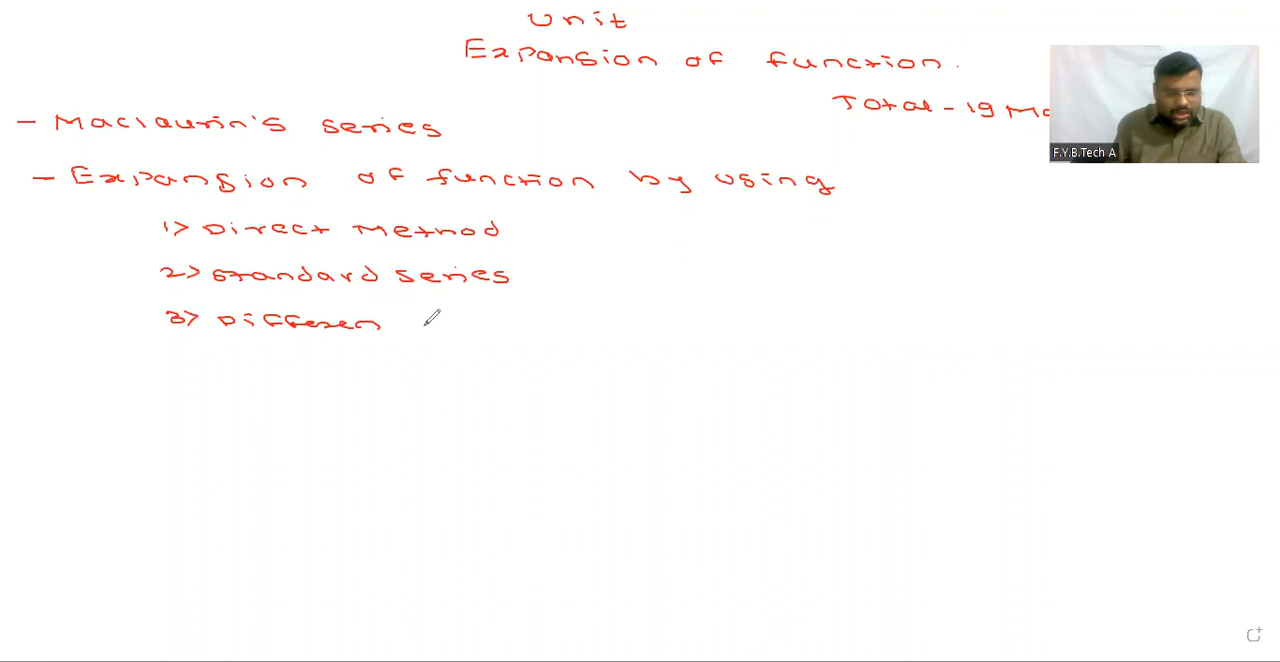 Unit
Expansion of function.
Total - 19
- Maclaurin's series
F.Y.B.Tech A
- Expansion of function by using
1> Direct Method
2> Standard series
3> Differen